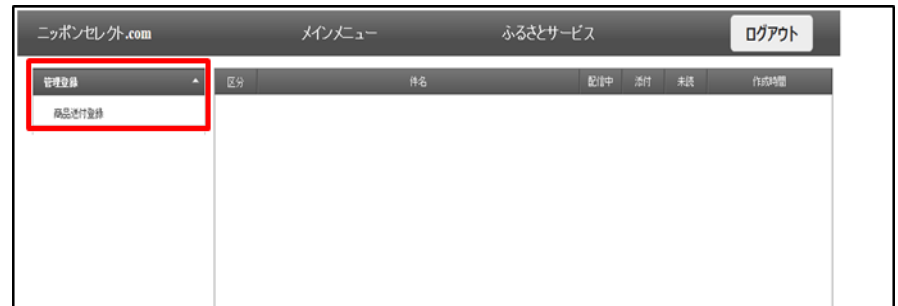 ニッポンセレクト.com メインメニュー ふるさとサービス ログアウト
管理登録 区分 件名 配信中 添付 未読 作成時間
商品送付登録